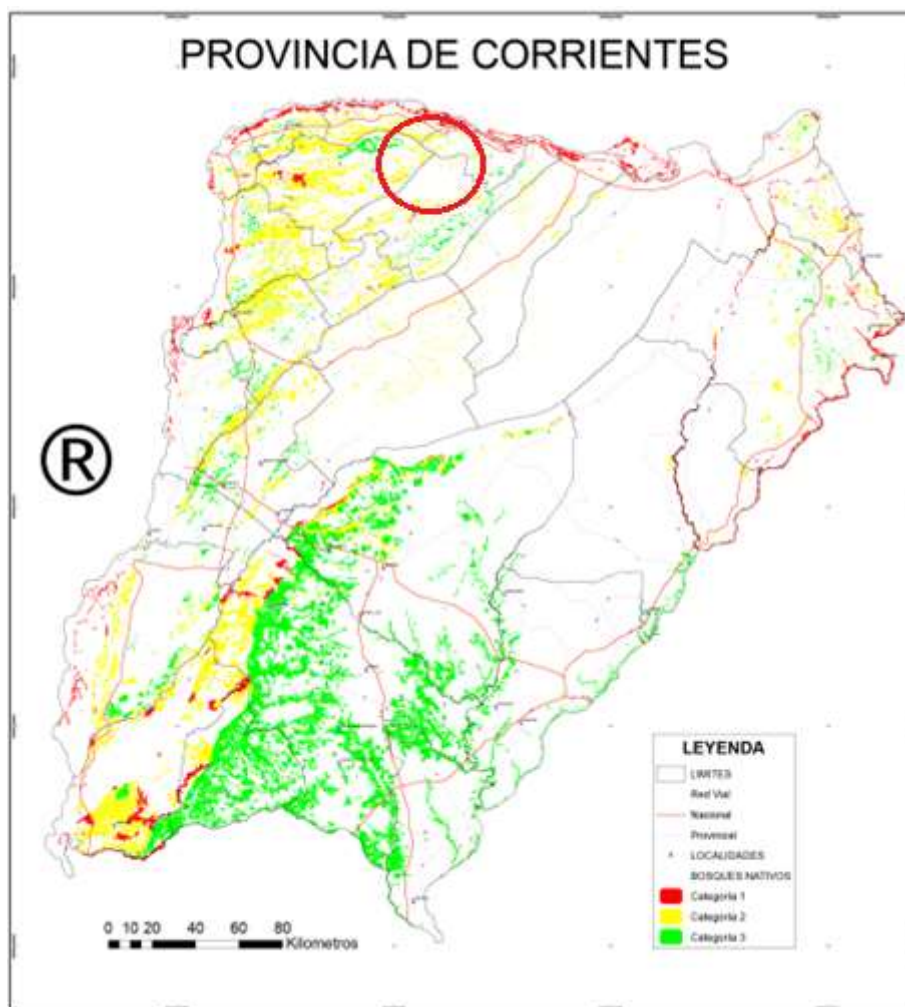 PROVINCIA DE CORRIENTES
®
LEYENDA
LIMITES
Red Vial
Nacional
Provincial
LOCALIDADES
BOSQUES NATIVOS
Categoria 1
Categoria 2
Categoria 3
0 10 20 40 60 80
Kilometros